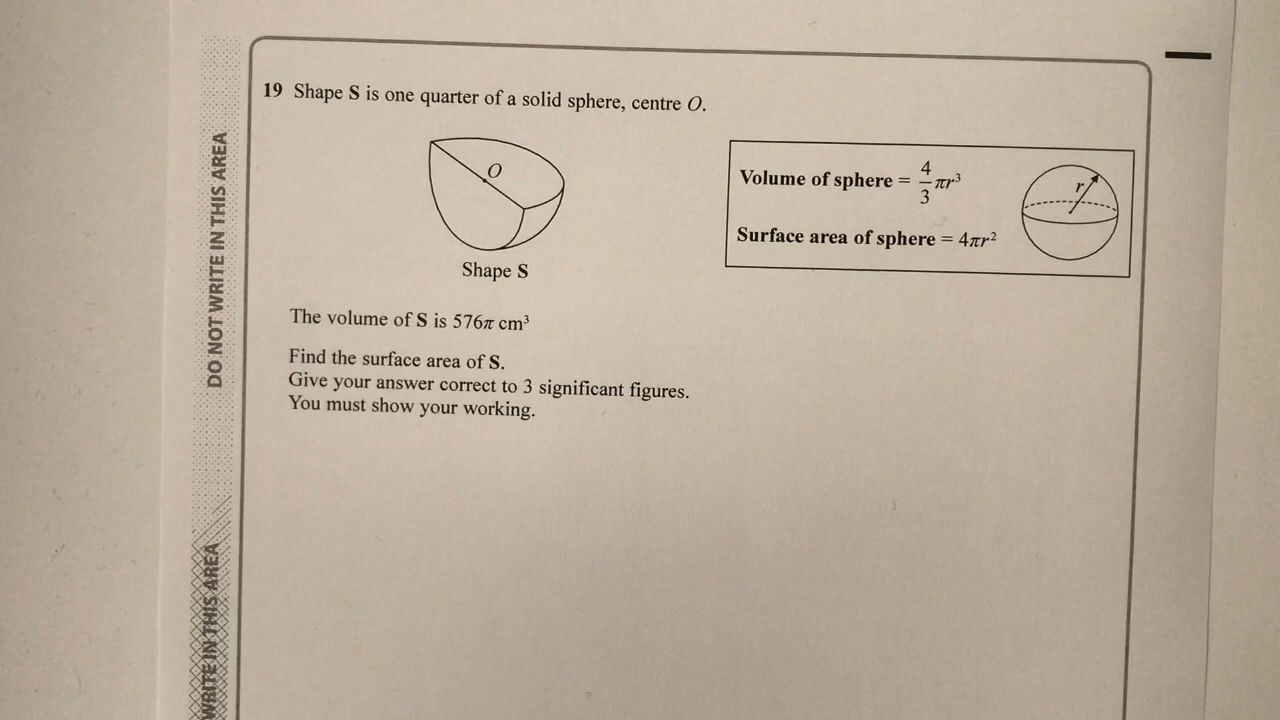 19 Shape S is one quarter of a solid sphere, centre O.
O
Shape S
Volume of sphere = 4/3 πr³
r
Surface area of sphere = 4πr²
The volume of S is 576π cm³
Find the surface area of S.
Give your answer correct to 3 significant figures.
You must show your working.
DO NOT WRITE IN THIS AREA
WRITE IN THIS AREA